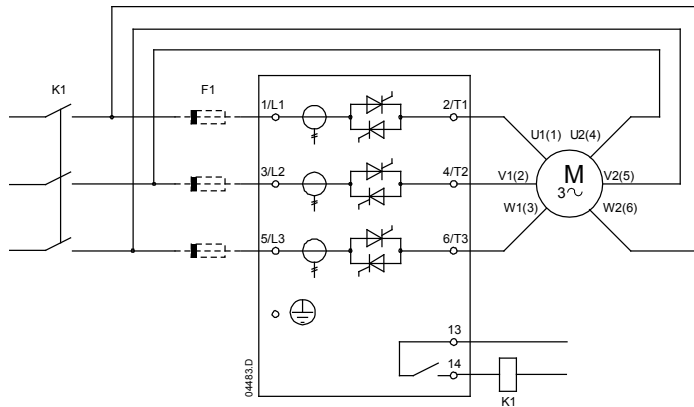 K1
F1
1/L1
2/T1
U1(1)
U2(4)
3/L2
4/T2
V1(2)
M
3~
V2(5)
W1(3)
W2(6)
5/L3
6/T3
13
14
K1
04483.D